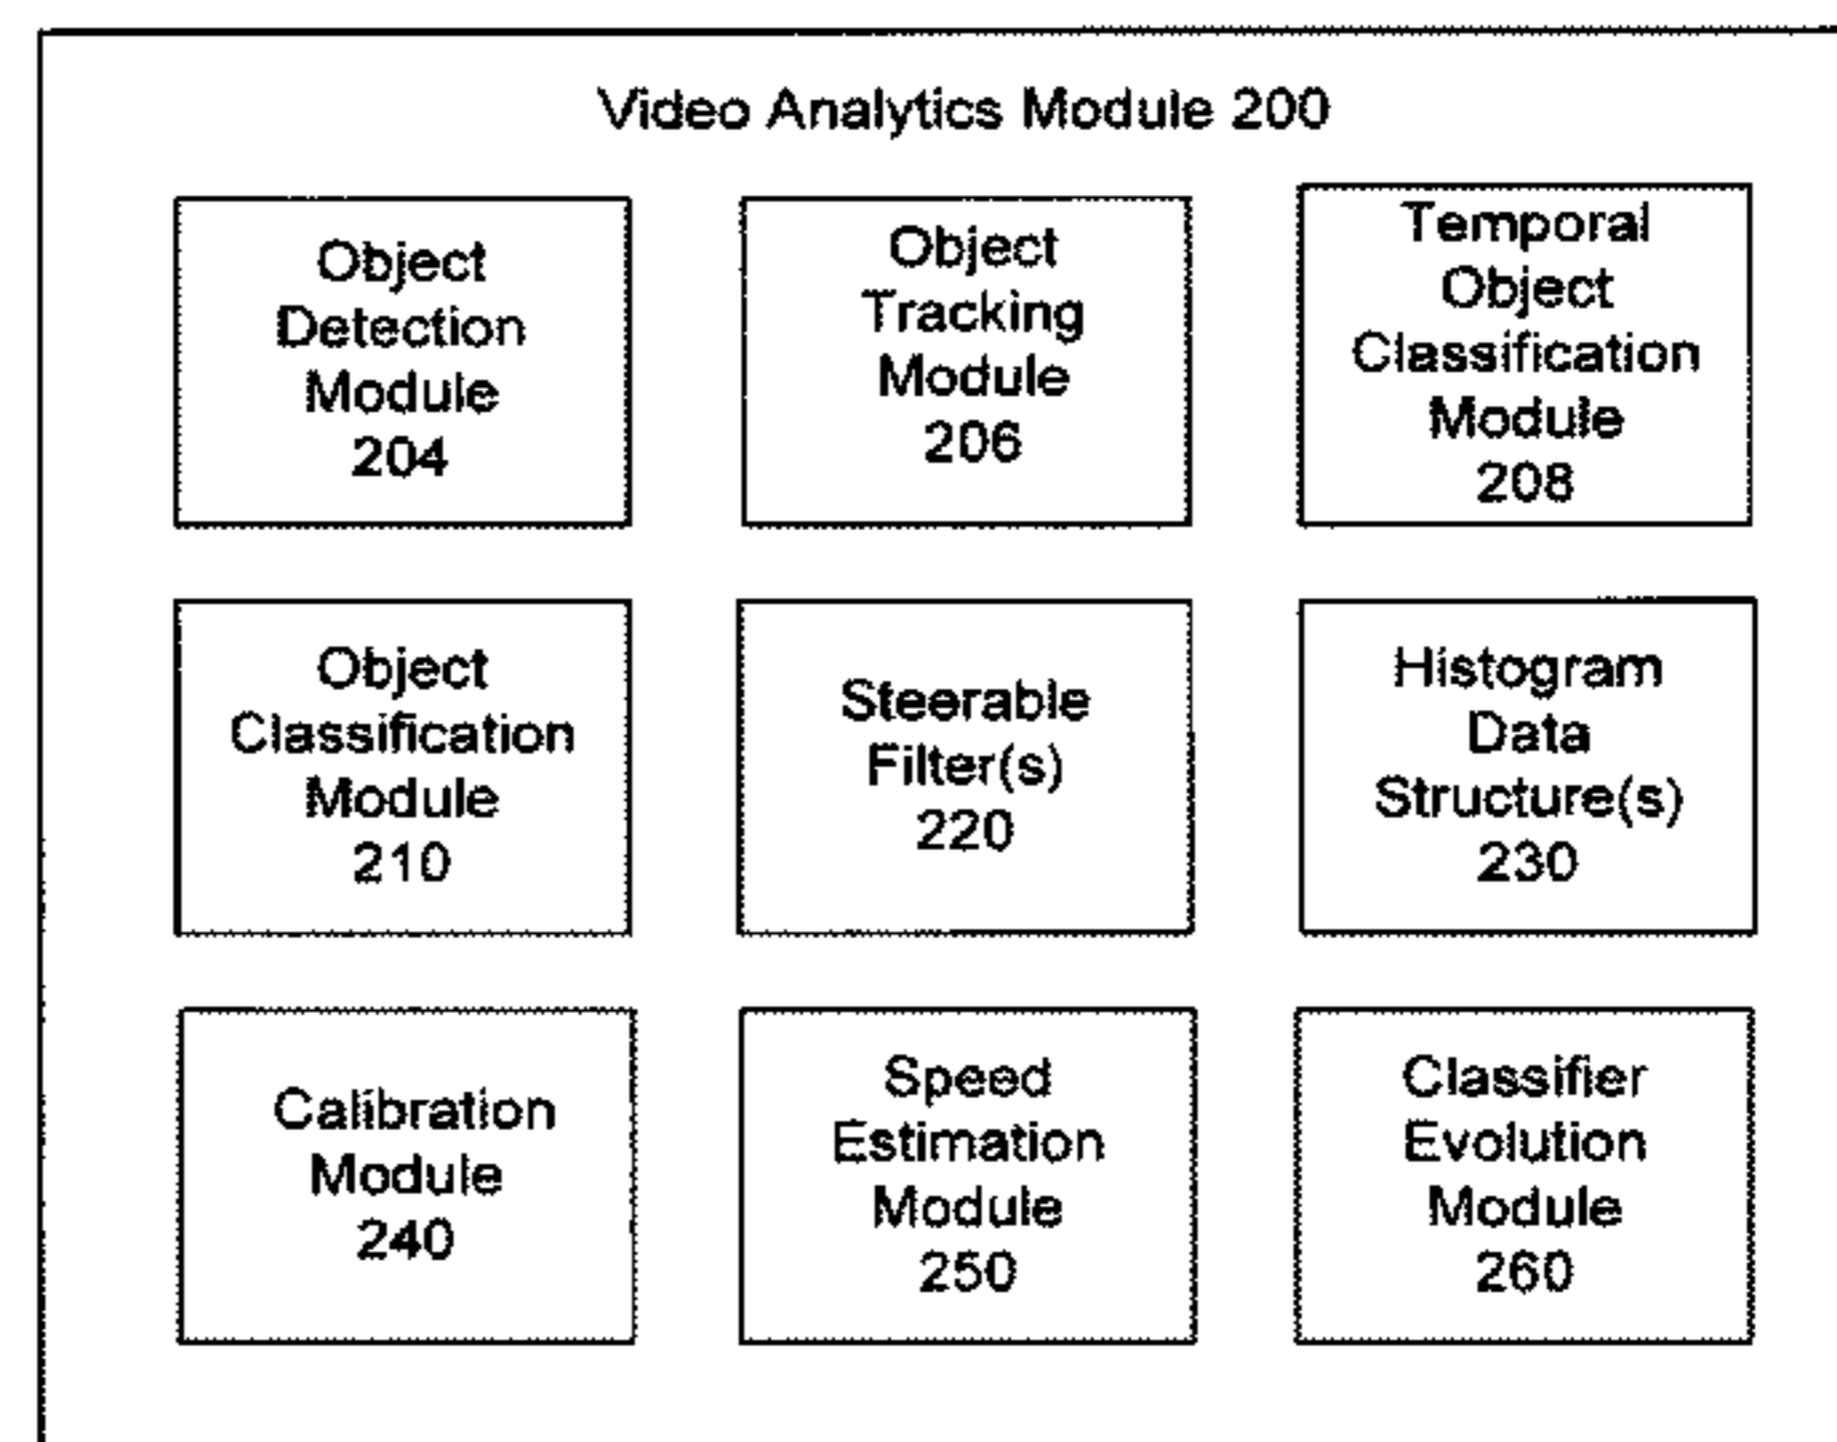 Video Analytics Module 200
Object
Detection
Module
204
Object
Tracking
Module
206
Temporal
Object
Classification
Module
208
Object
Classification
Module
210
Steerable
Filter(s)
220
Histogram
Data
Structure(s)
230
Calibration
Module
240
Speed
Estimation
Module
250
Classifier
Evolution
Module
260